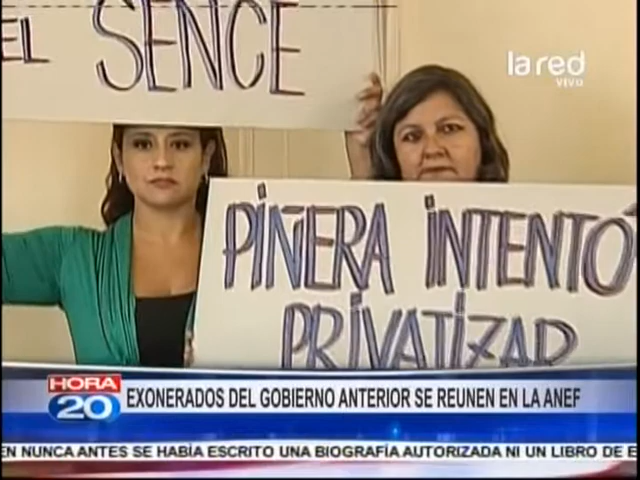 EL SENCE
la red
VIVO
PIÑERA INTENTÓ
PRIVATIZAR
HORA
20
EXONERADOS DEL GOBIERNO ANTERIOR SE REUNEN EN LA ANEF
EN NUNCA ANTES SE HABÍA ESCRITO UNA BIOGRAFÍA AUTORIZADA NI UN LIBRO DE E